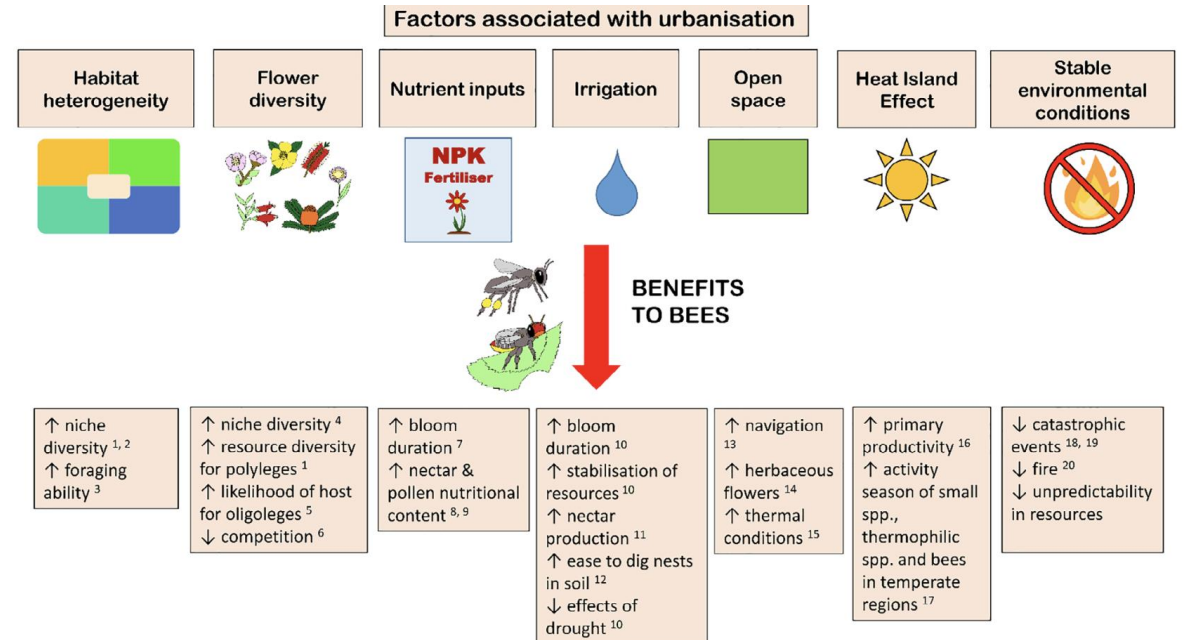 Factors associated with urbanisation
Habitat
heterogeneity
Flower
diversity
Nutrient inputs
Irrigation
Open
space
Heat Island
Effect
Stable
environmental
conditions
NPK
Fertiliser
BENEFITS
TO BEES
↑ niche
diversity 1, 2
↑ foraging
ability 3
↑ niche diversity 4
↑ resource diversity
for polyleges 1
↑ likelihood of host
for oligoleges 5
↓ competition 6
↑ bloom
duration 7
↑ nectar &
pollen nutritional
content 8, 9
↑ bloom
duration 10
↑ stabilisation of
resources 10
↑ nectar
production 11
↑ ease to dig nests
in soil 12
↓ effects of
drought 10
↑ navigation
13
↑ herbaceous
flowers 14
↑ thermal
conditions 15
↑ primary
productivity 16
↑ activity
season of small
spp.,
thermophilic
spp. and bees
in temperate
regions 17
↓ catastrophic
events 18, 19
↓ fire 20
↓ unpredictability
in resources